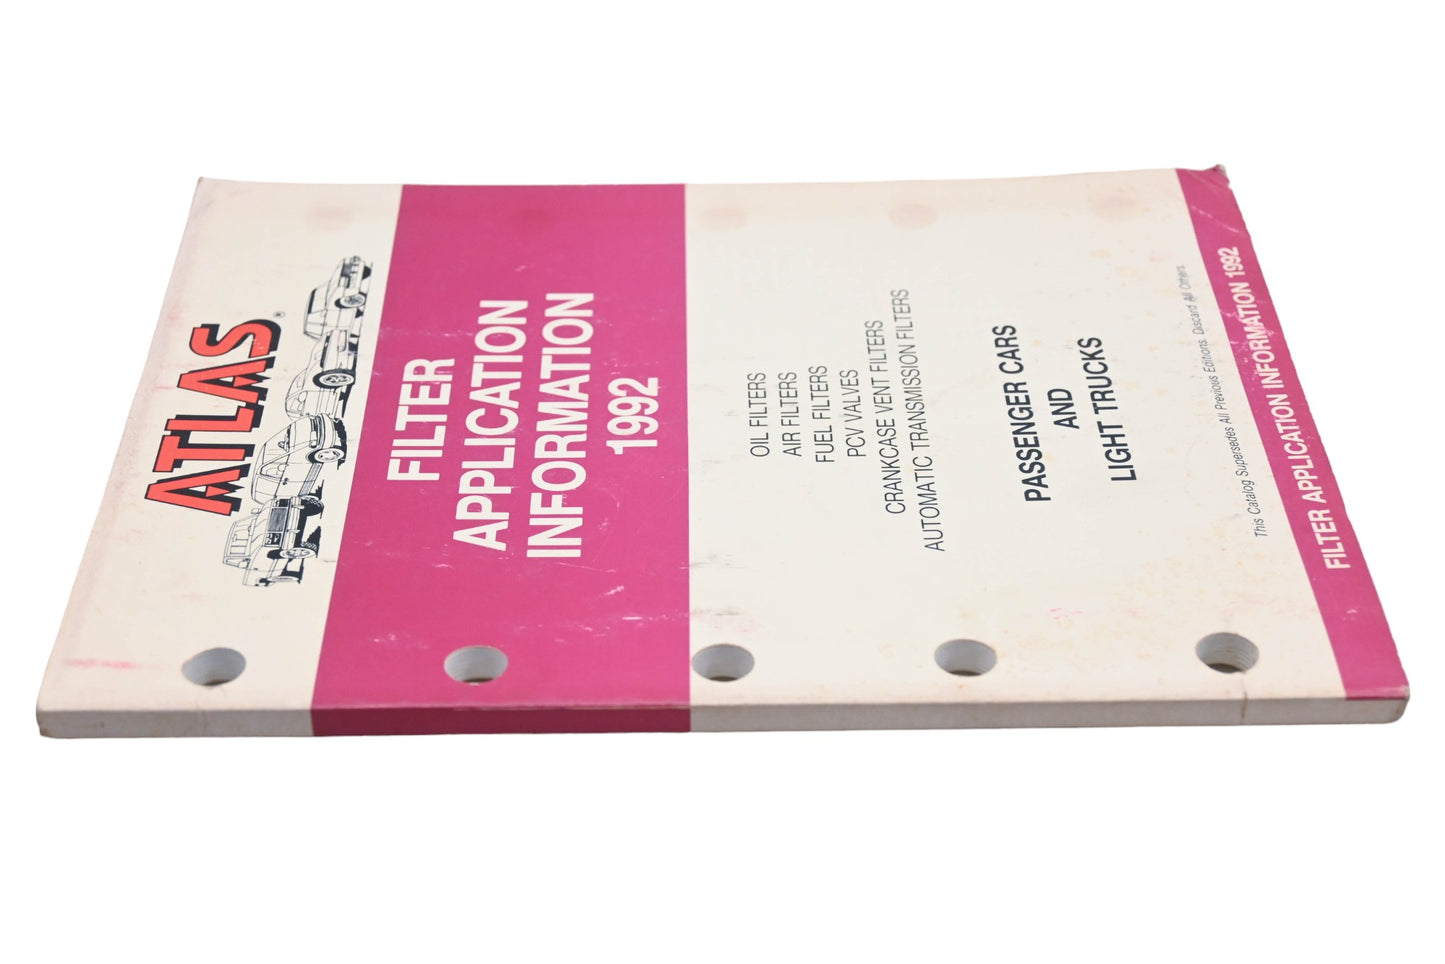 ATLAS®
FILTER
APPLICATION
INFORMATION
1992
OIL FILTERS
AIR FILTERS
FUEL FILTERS
PCV VALVES
CRANKCASE VENT FILTERS
AUTOMATIC TRANSMISSION FILTERS
PASSENGER CARS
AND
LIGHT TRUCKS
This Catalog Supersedes All Previous Editions. Discard All Others.
FILTER APPLICATION INFORMATION 1992